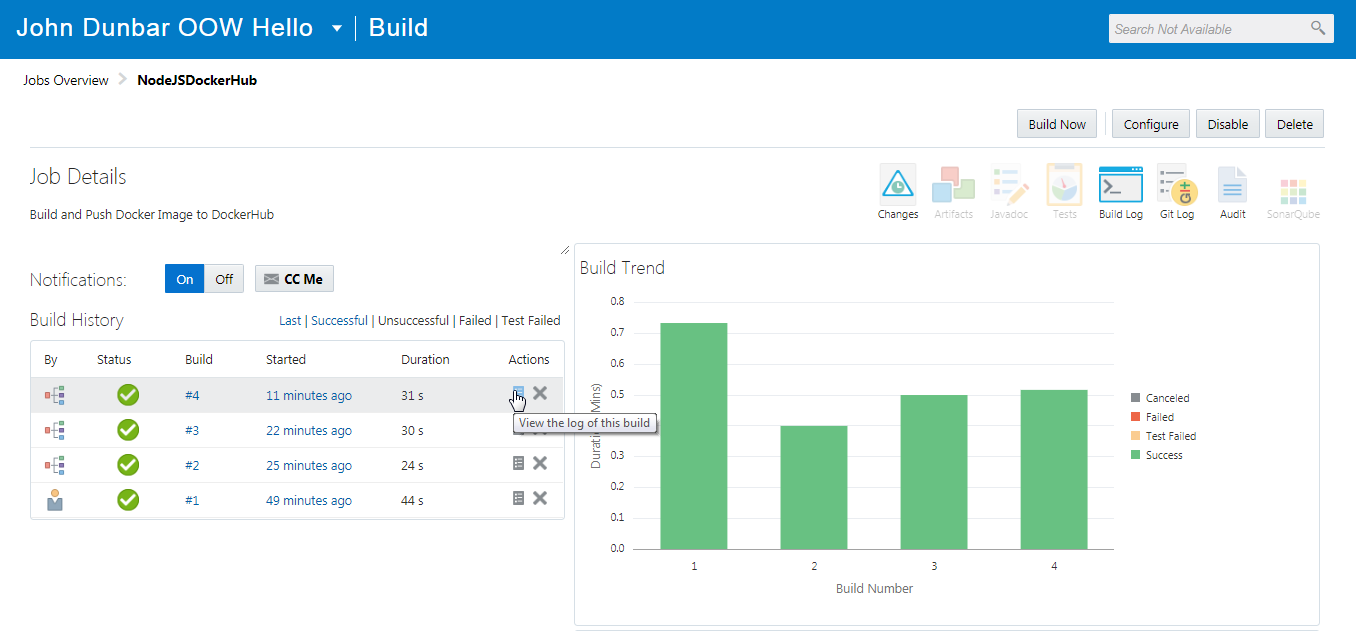 John Dunbar OOW Hello | Build
Search Not Available
Jobs Overview > NodeJSDockerHub
Build Now Configure Disable Delete
Job Details
Build and Push Docker Image to DockerHub
Changes Artifacts Javadoc Tests Build Log Git Log Audit SonarQube
Notifications: On Off CC Me
Build History
Last | Successful | Unsuccessful | Failed | Test Failed
By Status Build Started Duration Actions
#4 11 minutes ago 31 s
View the log of this build
#3 22 minutes ago 30 s
#2 25 minutes ago 24 s
#1 49 minutes ago 44 s
Build Trend
0.8
0.7
0.6
0.5
0.3
0.2
0.1
0.0
Mins)
1 2 3 4
Build Number
Canceled
Failed
Test Failed
Success